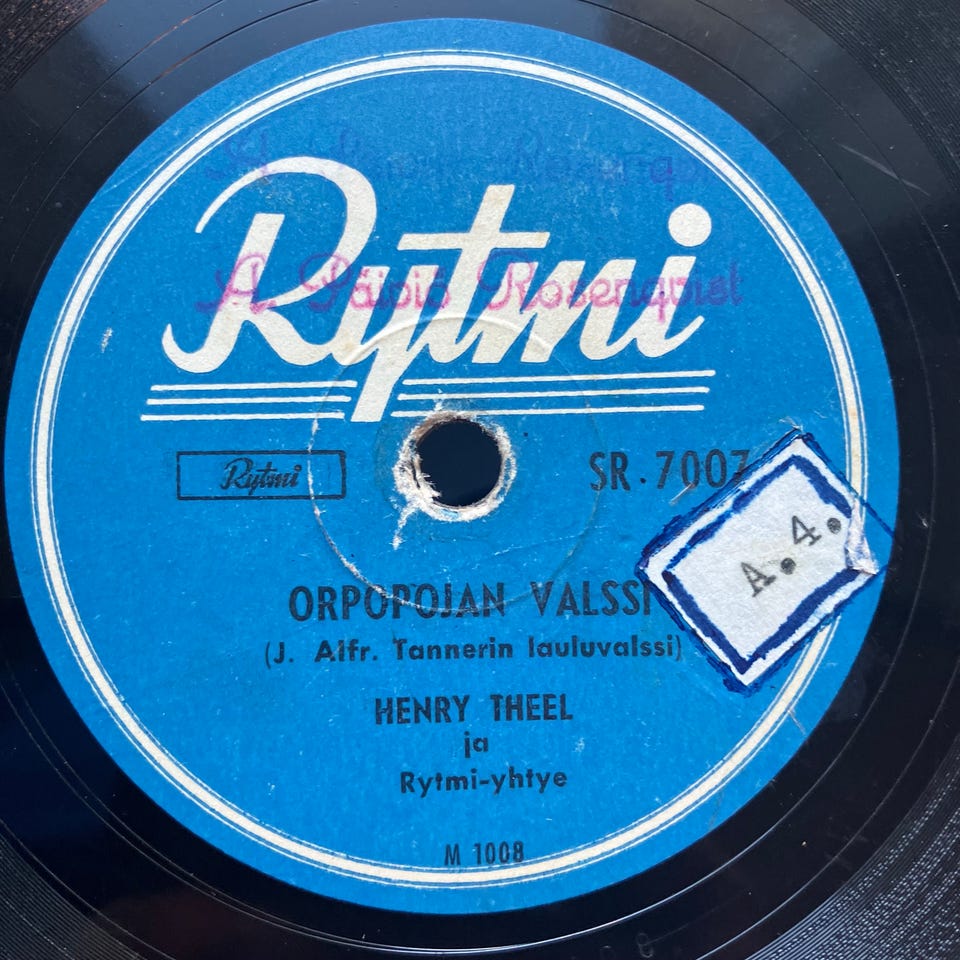 Rytmi
A. Päiviö Rosenqvist
Rytmi
SR. 7007
A.4.
ORPOPOJAN VALSSI
(J. Alfr. Tannerin lauluvalssi)
HENRY THEEL
ja
Rytmi-yhtye
M 1008